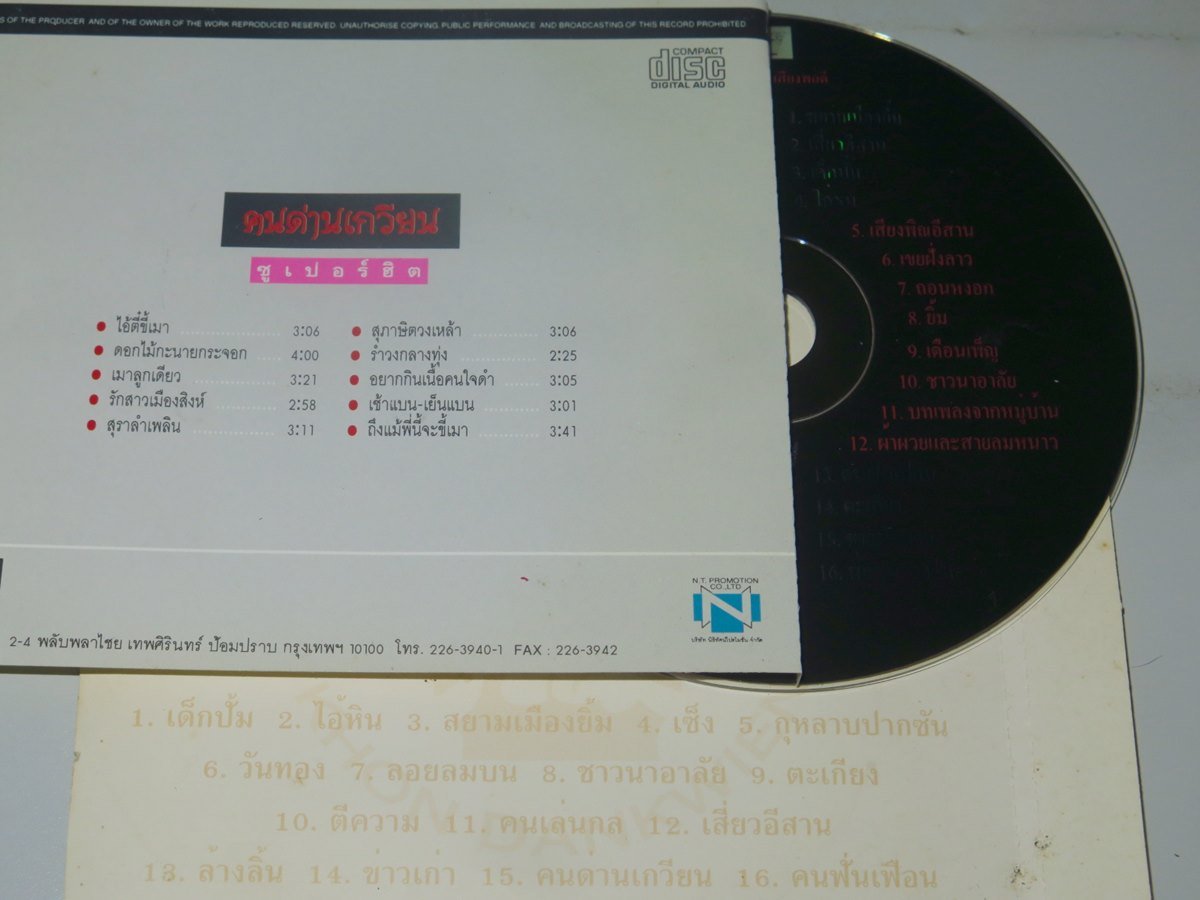 S OF THE PRODUCER AND OF THE OWNER OF THE WORK REPRODUCED RESERVED. UNAUTHORISE COPYING, PUBLIC PERFORMANCE AND BROADCASTING OF THIS RECORD PROHIBITED.
COMPACT
disc
DIGITAL AUDIO
คนด่านเกวียน
ซูเปอร์ฮิต
ไอ้ตี๋ขี้เมา 3:06
ดอกไม้กะนายกระจอก 4:00
เมาลูกเดียว 3:21
รักสาวเมืองสิงห์ 2:58
สุราลำเพลิน 3:11
สุภาษิตวงเหล้า 3:06
รำวงกลางทุ่ง 2:25
อยากกินเนื้อคนใจดำ 3:05
เช้าแบน-เย็นแบน 3:01
ถึงแม้พี่นี้จะขี้เมา 3:41
N.T. PROMOTION
CO.,LTD
N
2-4 พลับพลาไชย เทพศิรินทร์ ป้อมปราบ กรุงเทพฯ 10100 โทร. 226-3940-1 FAX : 226-3942
2. เสี่ยวอีสาน
5. เสียงพิณอีสาน
6. เขยฝั่งลาว
7. ถอนหงอก
8. ยิ้ม
9. เดือนเพ็ญ
10. ชาวนาอาลัย
11. บทเพลงจากหมู่บ้าน
12. ผ้าผวยและสายลมหนาว
1. เด็กปั้ม 2. ไอ้หิน 3. สยามเมืองยิ้ม 4. เซ็ง 5. กุหลาบปากซัน
6. วันทอง 7. ลอยลมบน 8. ชาวนาอาลัย 9. ตะเกียง
10. ตีความ 11. คนเล่นกล 12. เสี่ยวอีสาน
13. ล้างลิ้น 14. ข่าวเก่า 15. คนด่านเกวียน 16. คนฟั่นเฟือน